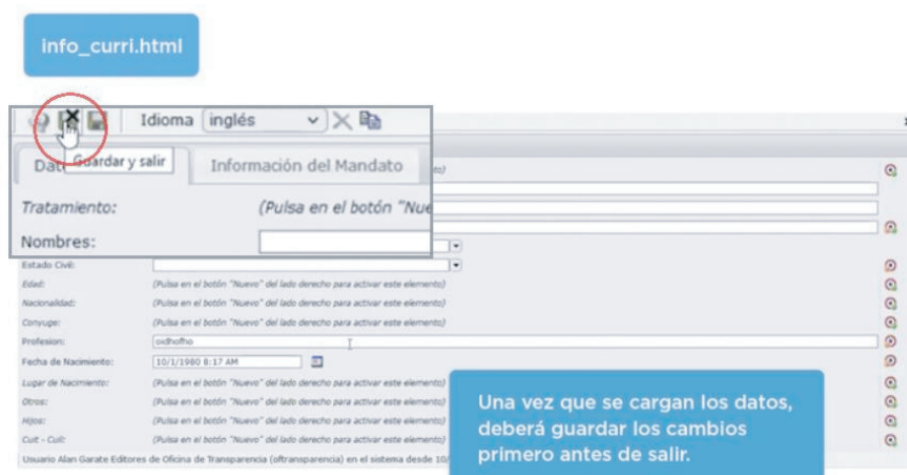 info_curri.html
Idioma inglés
Guardar y salir
Dat
Información del Mandato
Tratamiento: (Pulsa en el botón "Nue
Nombres:
Estado Civil:
Edad: (Pulsa en el botón "Nuevo" del lado derecho para activar este elemento)
Nacionalidad: (Pulsa en el botón "Nuevo" del lado derecho para activar este elemento)
Conyuge: (Pulsa en el botón "Nuevo" del lado derecho para activar este elemento)
Profesion: oidhofho
Fecha de Nacimiento: 10/1/1980 8:17 AM
Lugar de Nacimiento: (Pulsa en el botón "Nuevo" del lado derecho para activar este elemento)
Otros: (Pulsa en el botón "Nuevo" del lado derecho para activar este elemento)
Hijos: (Pulsa en el botón "Nuevo" del lado derecho para activar este elemento)
Cuit - Cuil: (Pulsa en el botón "Nuevo" del lado derecho para activar este elemento)
Usuario Alan Garate Editores de Oficina de Transparencia (oftransparencia) en el sistema desde 10/
Una vez que se cargan los datos,
deberá guardar los cambios
primero antes de salir.